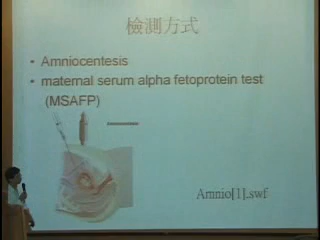 檢測方式
• Amniocentesis
• maternal serum alpha fetoprotein test
(MSAFP)
Amnio[1].swf